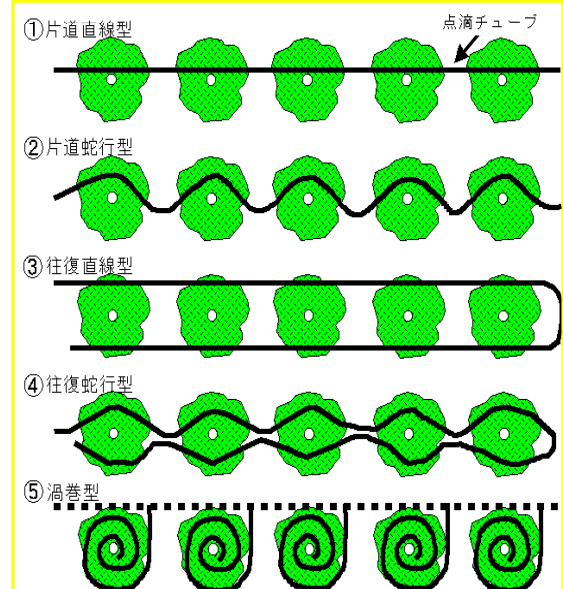 ①片道直線型
点滴チューブ
②片道蛇行型
③往復直線型
④往復蛇行型
⑤渦巻型